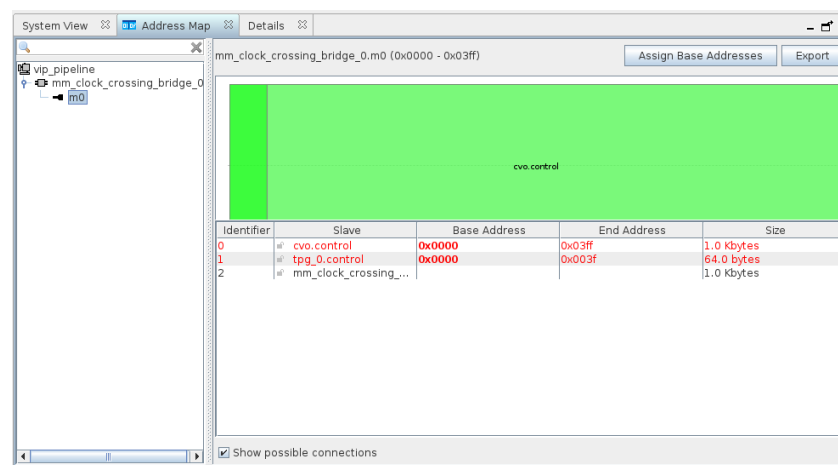 System View Address Map Details
mm_clock_crossing_bridge_0.m0 (0x0000 - 0x03ff) Assign Base Addresses Export
vip_pipeline
mm_clock_crossing_bridge_0
m0
cvo.control
Identifier Slave Base Address End Address Size
0 cvo.control 0x0000 0x03ff 1.0 Kbytes
1 tpg_0.control 0x0000 0x003f 64.0 bytes
2 mm_clock_crossing_... 1.0 Kbytes
Show possible connections